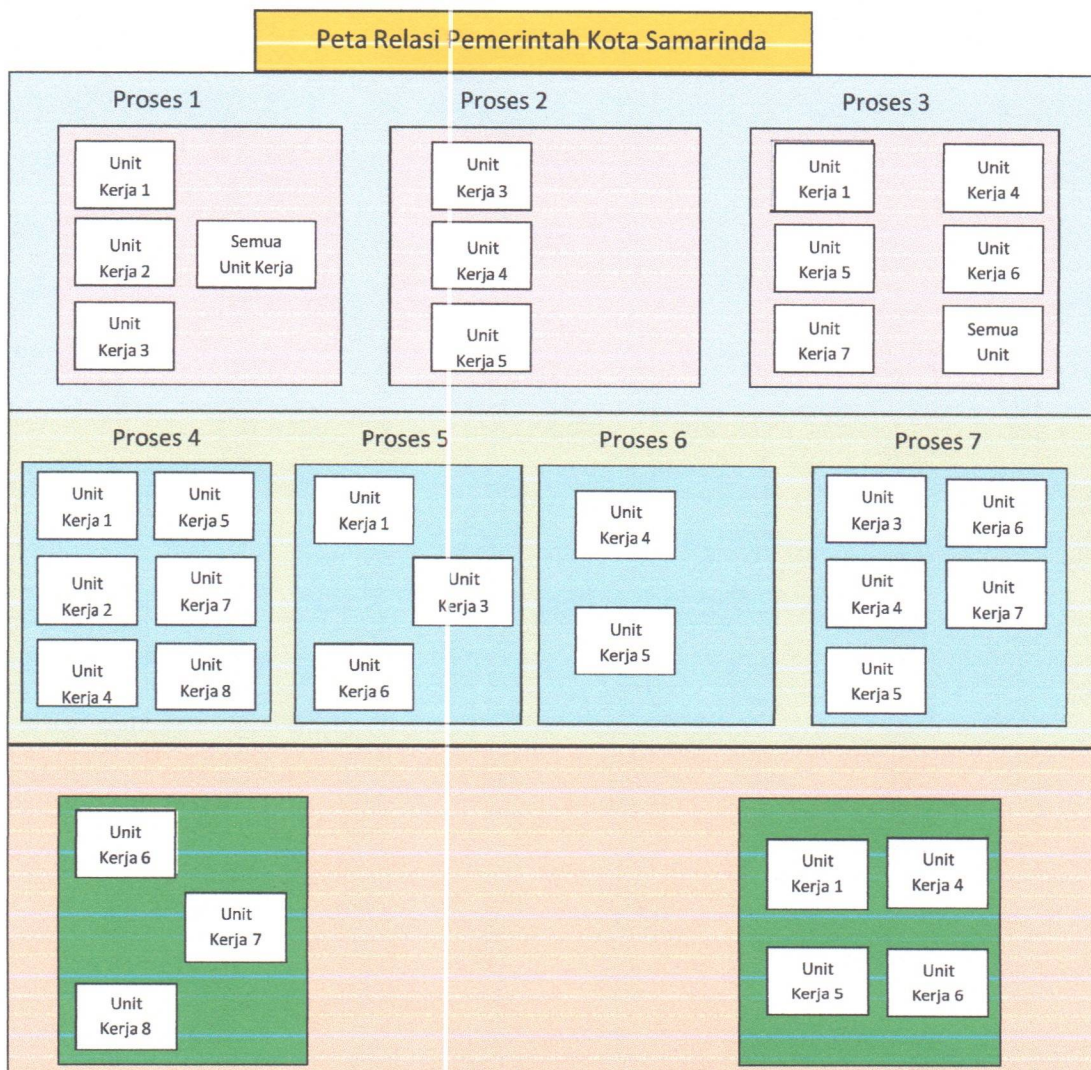 Peta Relasi Pemerintah Kota Samarinda
Proses 1
Unit
Kerja 1
Unit
Kerja 2
Semua
Unit Kerja
Unit
Kerja 3
Proses 2
Unit
Kerja 3
Unit
Kerja 4
Unit
Kerja 5
Proses 3
Unit
Kerja 1
Unit
Kerja 4
Unit
Kerja 5
Unit
Kerja 6
Unit
Kerja 7
Semua
Unit
Proses 4
Unit
Kerja 1
Unit
Kerja 5
Unit
Kerja 2
Unit
Kerja 7
Unit
Kerja 4
Unit
Kerja 8
Proses 5
Unit
Kerja 1
Unit
Kerja 3
Unit
Kerja 6
Proses 6
Unit
Kerja 4
Unit
Kerja 5
Proses 7
Unit
Kerja 3
Unit
Kerja 6
Unit
Kerja 4
Unit
Kerja 7
Unit
Kerja 5
Unit
Kerja 6
Unit
Kerja 7
Unit
Kerja 8
Unit
Kerja 1
Unit
Kerja 4
Unit
Kerja 5
Unit
Kerja 6